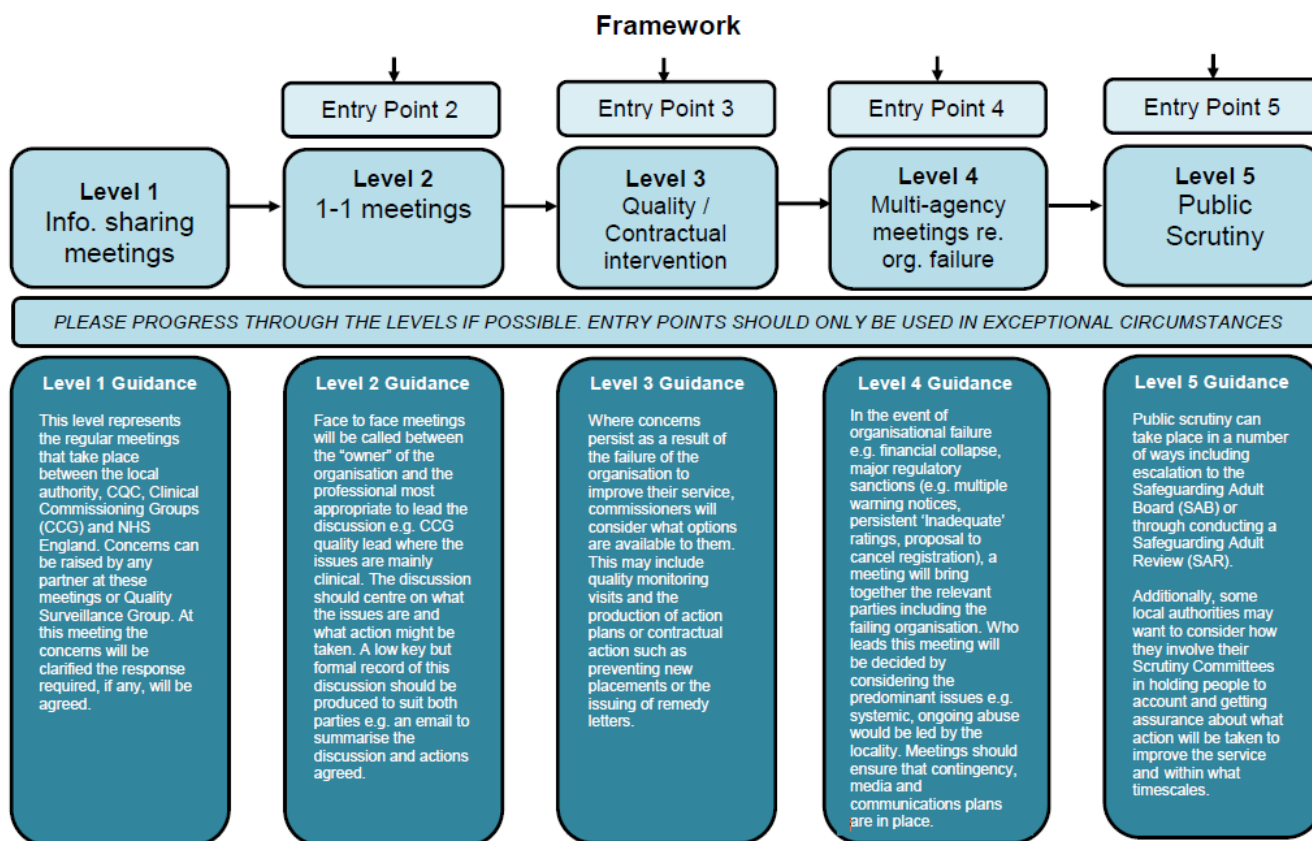 Framework
Entry Point 2
Entry Point 3
Entry Point 4
Entry Point 5
Level 1
Info. sharing
meetings
Level 2
1-1 meetings
Level 3
Quality /
Contractual
intervention
Level 4
Multi-agency
meetings re.
org. failure
Level 5
Public
Scrutiny
PLEASE PROGRESS THROUGH THE LEVELS IF POSSIBLE. ENTRY POINTS SHOULD ONLY BE USED IN EXCEPTIONAL CIRCUMSTANCES
Level 1 Guidance
This level represents
the regular meetings
that take place
between the local
authority, CQC, Clinical
Commissioning Groups
(CCG) and NHS
England. Concerns can
be raised by any
partner at these
meetings or Quality
Surveillance Group. At
this meeting the
concerns will be
clarified the response
required, if any, will be
agreed.
Level 2 Guidance
Face to face meetings
will be called between
the “owner” of the
organisation and the
professional most
appropriate to lead the
discussion e.g. CCG
quality lead where the
issues are mainly
clinical. The discussion
should centre on what
the issues are and
what action might be
taken. A low key but
formal record of this
discussion should be
produced to suit both
parties e.g. an email to
summarise the
discussion and actions
agreed.
Level 3 Guidance
Where concerns
persist as a result of
the failure of the
organisation to
improve their service,
commissioners will
consider what options
are available to them.
This may include
quality monitoring
visits and the
production of action
plans or contractual
action such as
preventing new
placements or the
issuing of remedy
letters.
Level 4 Guidance
In the event of
organisational failure
e.g. financial collapse,
major regulatory
sanctions (e.g. multiple
warning notices,
persistent ‘Inadequate’
ratings, proposal to
cancel registration), a
meeting will bring
together the relevant
parties including the
failing organisation. Who
leads this meeting will
be decided by
considering the
predominant issues e.g.
systemic, ongoing abuse
would be led by the
locality. Meetings should
ensure that contingency,
media and
communications plans
are in place.
Level 5 Guidance
Public scrutiny can
take place in a number
of ways including
escalation to the
Safeguarding Adult
Board (SAB) or
through conducting a
Safeguarding Adult
Review (SAR).
Additionally, some
local authorities may
want to consider how
they involve their
Scrutiny Committees
in holding people to
account and getting
assurance about what
action will be taken to
improve the service
and within what
timescales.